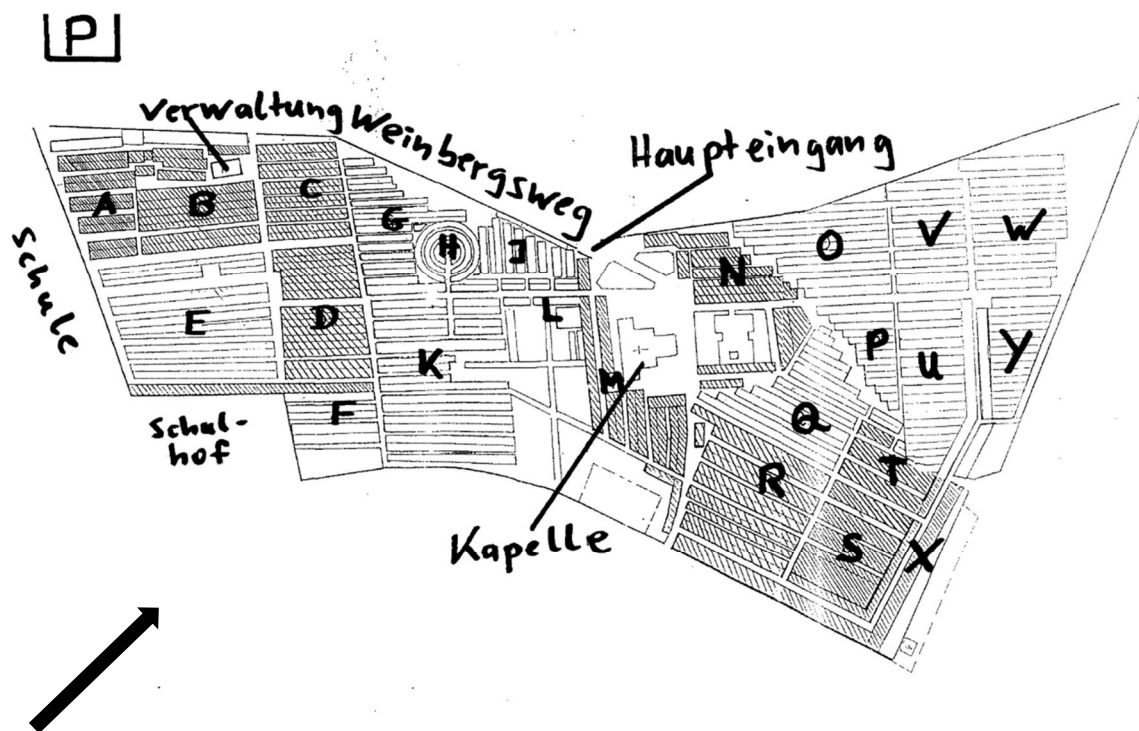 P
Verwaltung
Weinbergsweg
Haupteingang
Schule
A
B
C
G
H
J
N
O
V
W
E
D
L
K
M
P
U
Y
F
Schul-
hof
Q
R
T
S
X
Kapelle